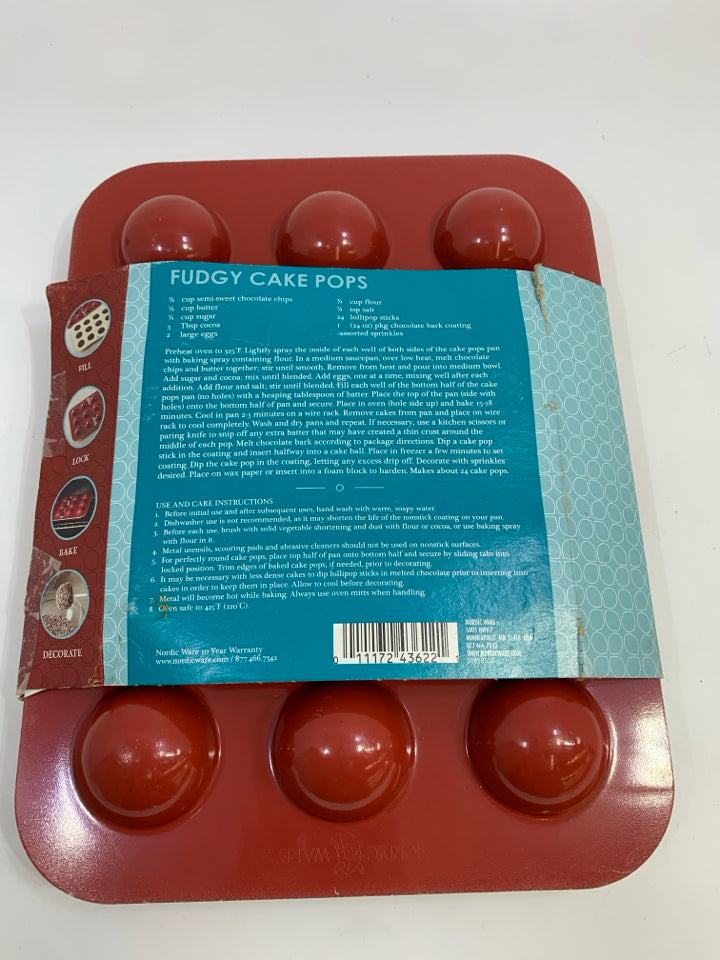 FUDGY CAKE POPS
¾ cup semi-sweet chocolate chips
cup butter
¾ cup sugar
3 Tbsp cocoa
2 large eggs
¾ cup flour
tsp salt
24 lollipop sticks
1 (24 oz) pkg chocolate bark coating
-assorted sprinkles
Preheat oven to 325°F. Lightly spray the inside of each well of both sides of the cake pops pan
with baking spray containing flour. In a medium saucepan, over low heat, melt chocolate
chips and butter together; stir until smooth. Remove from heat and pour into medium bowl.
Add sugar and cocoa: mix until blended. Add eggs, one at a time, mixing well after each
addition. Add flour and salt; stir until blended. Fill each well of the bottom half of the cake
pops pan (no holes) with a heaping tablespoon of batter. Place the top of the pan (side with
holes) onto the bottom half of pan and secure. Place in oven (hole side up) and bake 15-18
minutes. Cool in pan 2-3 minutes on a wire rack. Remove cakes from pan and place on wire
rack to cool completely. Wash and dry pans and repeat. If necessary, use a kitchen scissors or
paring knife to snip off any extra batter that may have created a thin crust around the
middle of each pop. Melt chocolate bark according to package directions. Dip a cake pop
stick in the coating and insert halfway into a cake ball. Place in freezer a few minutes to set
coating. Dip the cake pop in the coating, letting any excess drip off. Decorate with sprinkles
desired. Place on wax paper or insert into a foam block to harden. Makes about 24 cake pops.
USE AND CARE INSTRUCTIONS
1. Before initial use and after subsequent uses, hand wash with warm, soapy water.
2. Dishwasher use is not recommended, as it may shorten the life of the nonstick coating on your pan.
3. Before each use, brush with solid vegetable shortening and dust with flour or cocoa, or use baking spray
with flour in it.
4. Metal utensils, scouring pads and abrasive cleaners should not be used on nonstick surfaces.
5. For perfectly round cake pops, place top half of pan onto bottom half and secure by sliding tabs into
locked position. Trim edges of baked cake pops, if needed, prior to decorating.
6. It may be necessary with less dense cakes to dip lollipop sticks in melted chocolate prior to inserting into
cakes in order to keep them in place. Allow to cool before decorating.
7. Metal will become hot while baking. Always use oven mitts when handling.
8. Oven safe to 425°F (220°C).
Nordic Ware 10 Year Warranty
www.nordicware.com / 877.466.7342
0 11172 43622 1
NORDIC WARE
5005 HWY 7
MINNEAPOLIS, MN 55416 USA
877.466.7342
WWW.NORDICWARE.COM
FILL
LOCK
BAKE
DECORATE
NORDIC WARE